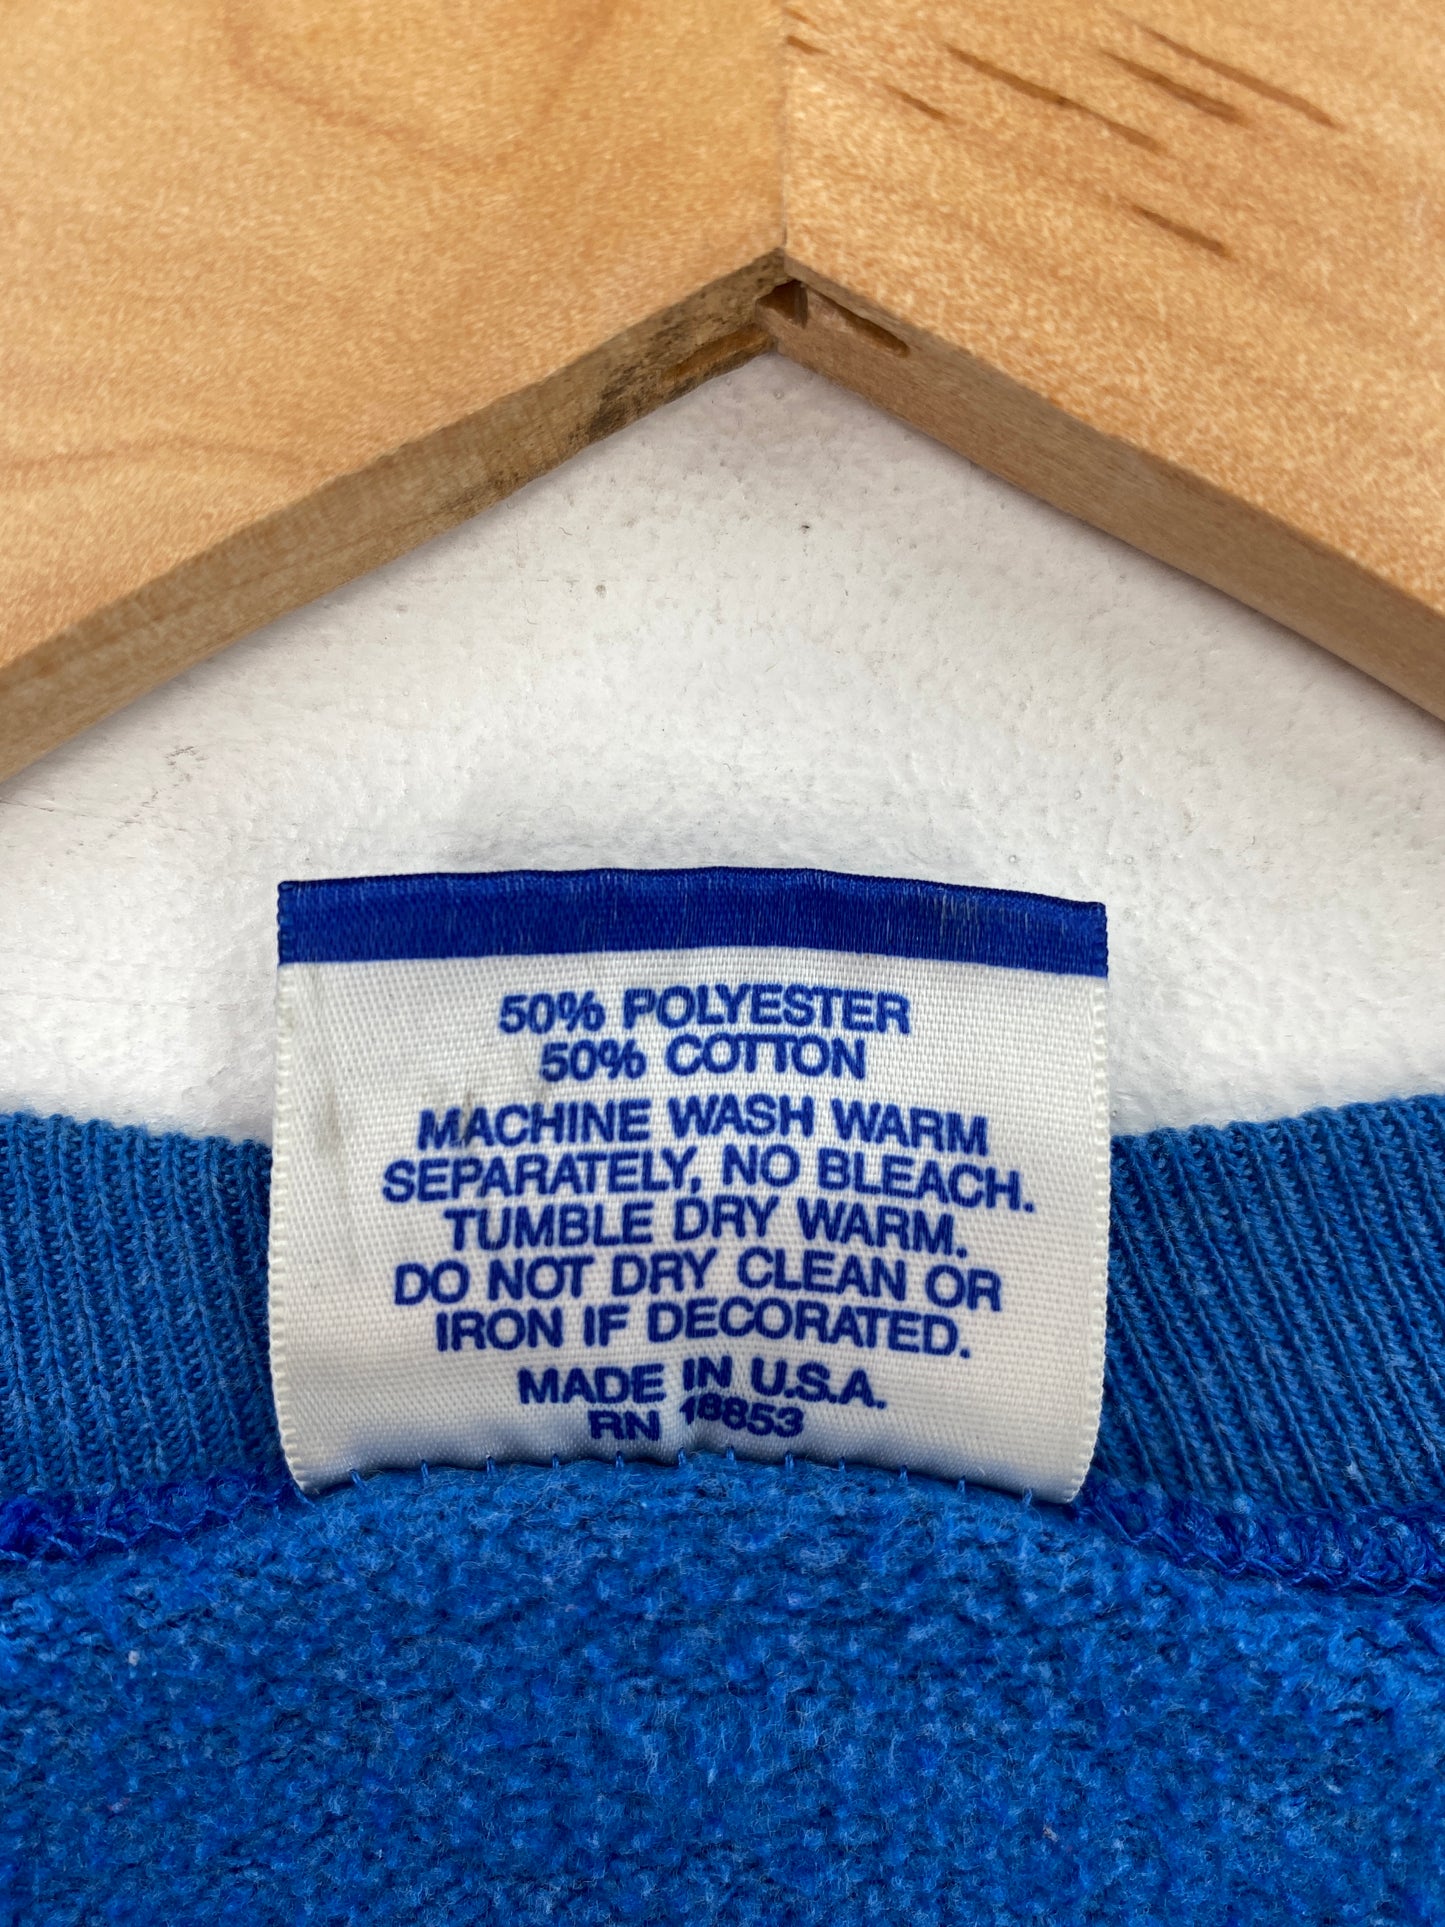 50% POLYESTER
50% COTTON
MACHINE WASH WARM
SEPARATELY, NO BLEACH.
TUMBLE DRY WARM.
DO NOT DRY CLEAN OR
IRON IF DECORATED.
MADE IN U.S.A.
RN 18853